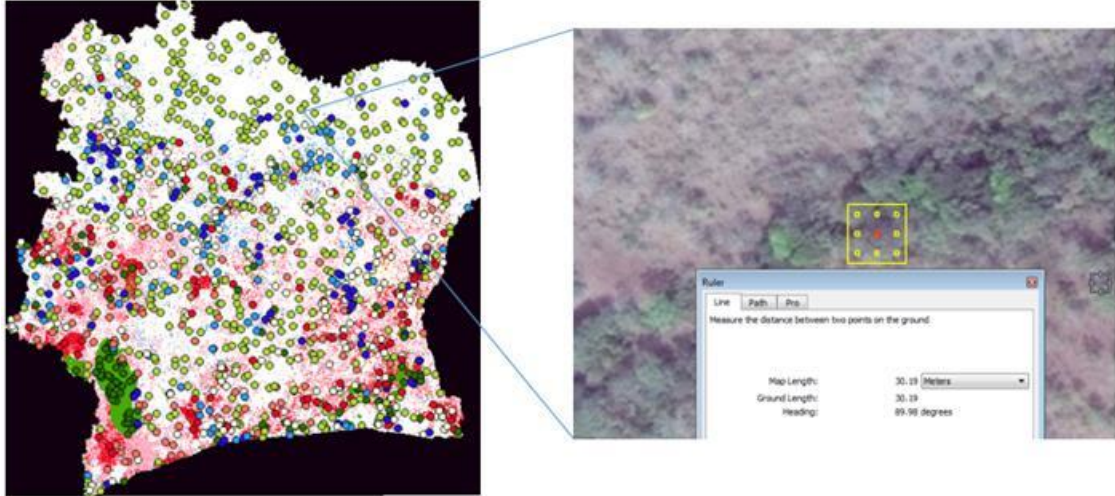 Ruler
Line Path Pro
Measure the distance between two points on the ground
Map Length: 30.19 Meters
Ground Length: 30.19
Heading: 89.98 degrees